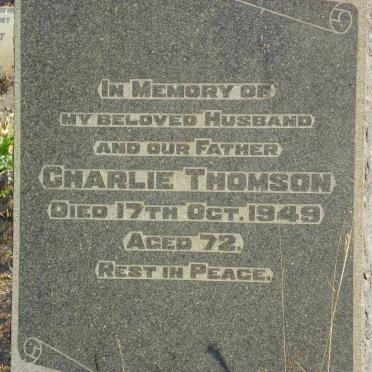 In Memory of
my beloved Husband
and our Father
Charlie Thomson
Died 17th Oct. 1949
Aged 72.
Rest in Peace.